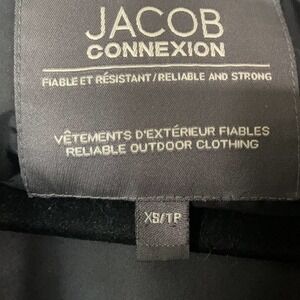 JACOB
CONNEXION
FIABLE ET RÉSISTANT/RELIABLE AND STRONG
VÊTEMENTS D'EXTÉRIEUR FIABLES
RELIABLE OUTDOOR CLOTHING
XS/TP